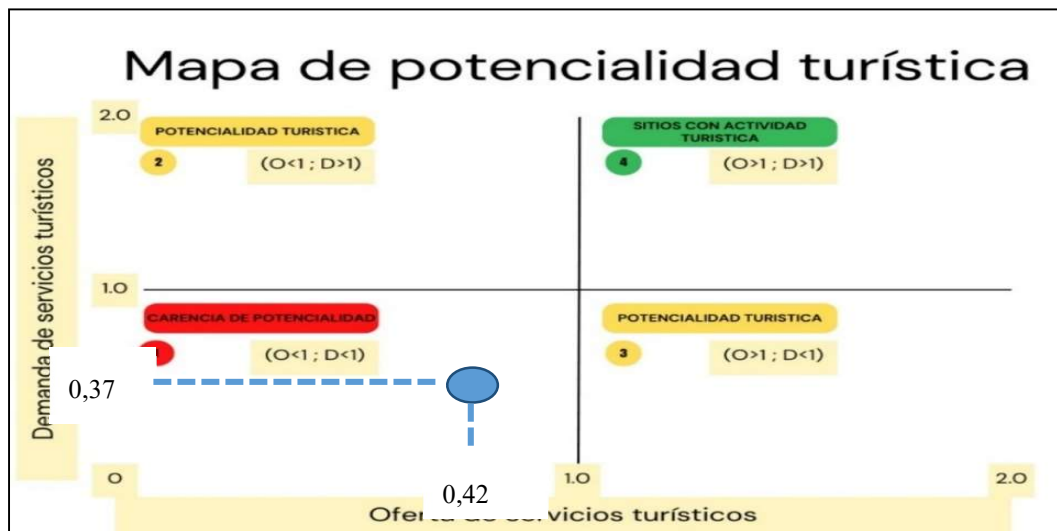 Mapa de potencialidad turística
2.0
POTENCIALIDAD TURISTICA
2
(O<1 ; D>1)
SITIOS CON ACTIVIDAD
TURISTICA
4
(O>1 ; D>1)
Demanda de servicios turísticos
1.0
CARENCIA DE POTENCIALIDAD
(O<1 ; D<1)
POTENCIALIDAD TURISTICA
3
(O>1 ; D<1)
0,37
0
1.0
2.0
0,42
Oferta de servicios turísticos